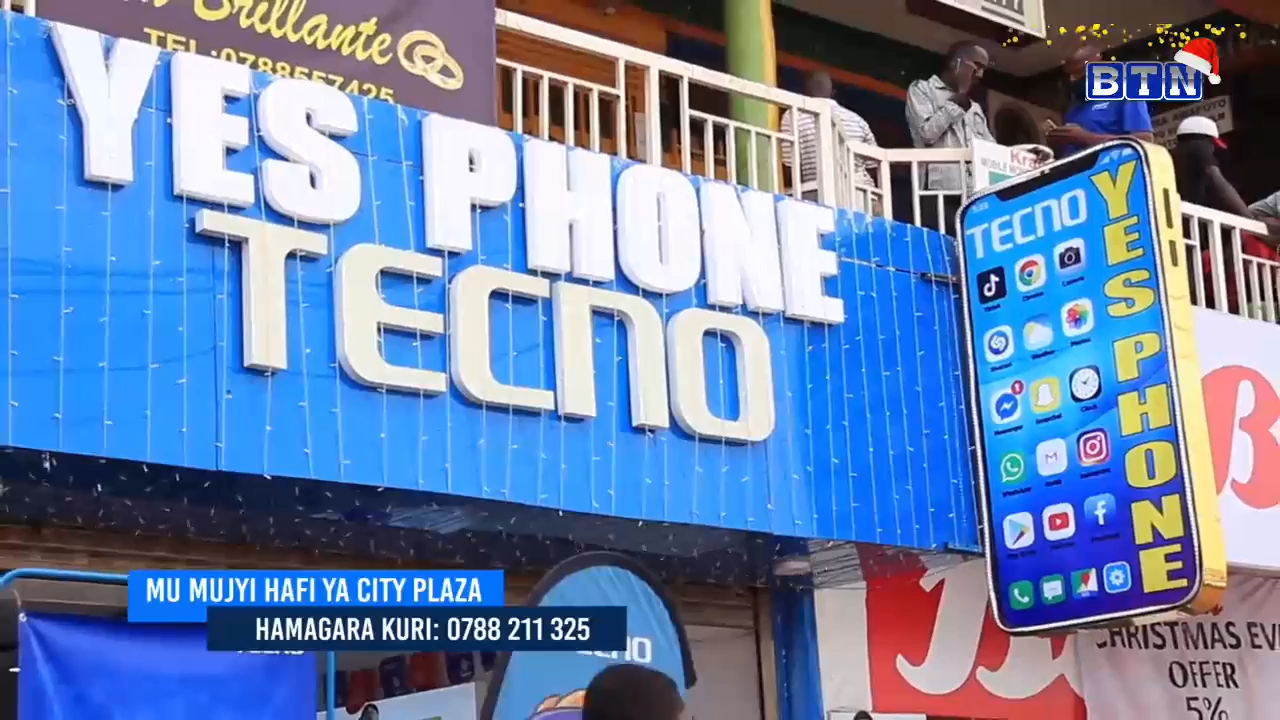 Brillante
TEL:0788557425
BTN
YES PHONE
TECNO
TECNO
YES PHONE
MU MUJYI HAFI YA CITY PLAZA
HAMAGARA KURI: 0788 211 325
CHRISTMAS EVE
OFFER
5%